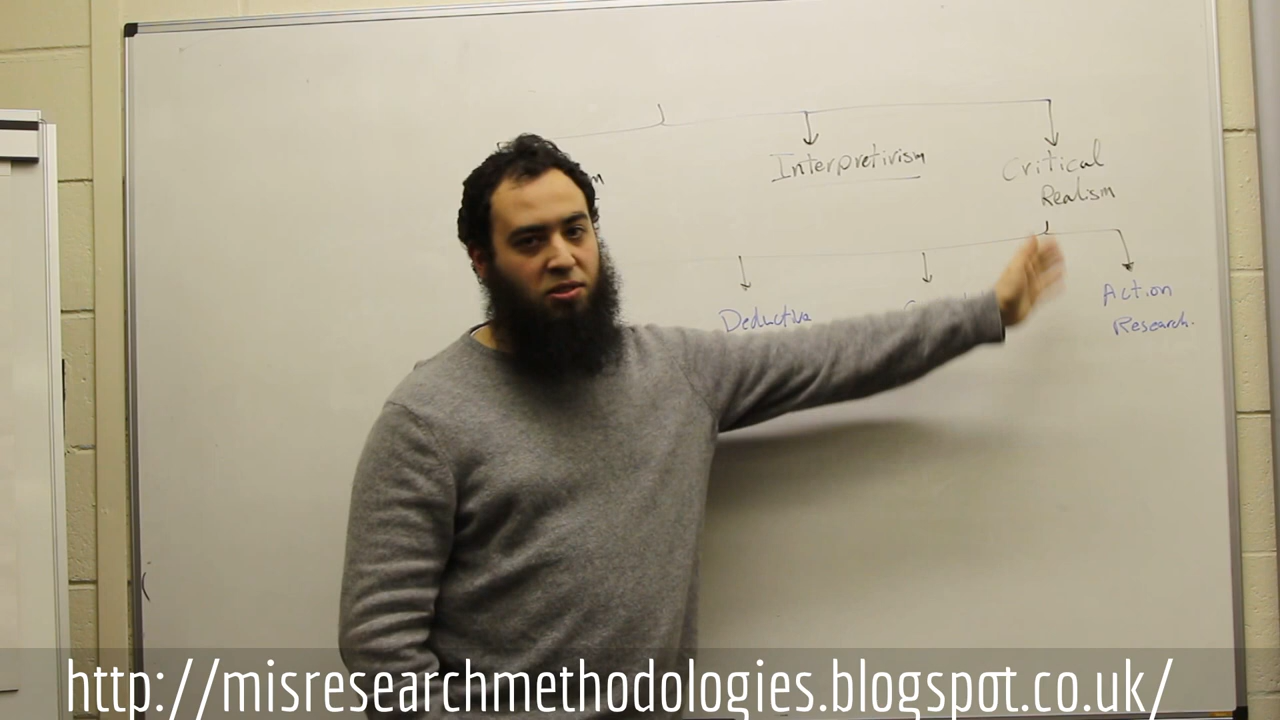 Interpretivism
Critical
Realism
Deductive
Action
Research.
http://misresearchmethodologies.blogspot.co.uk/